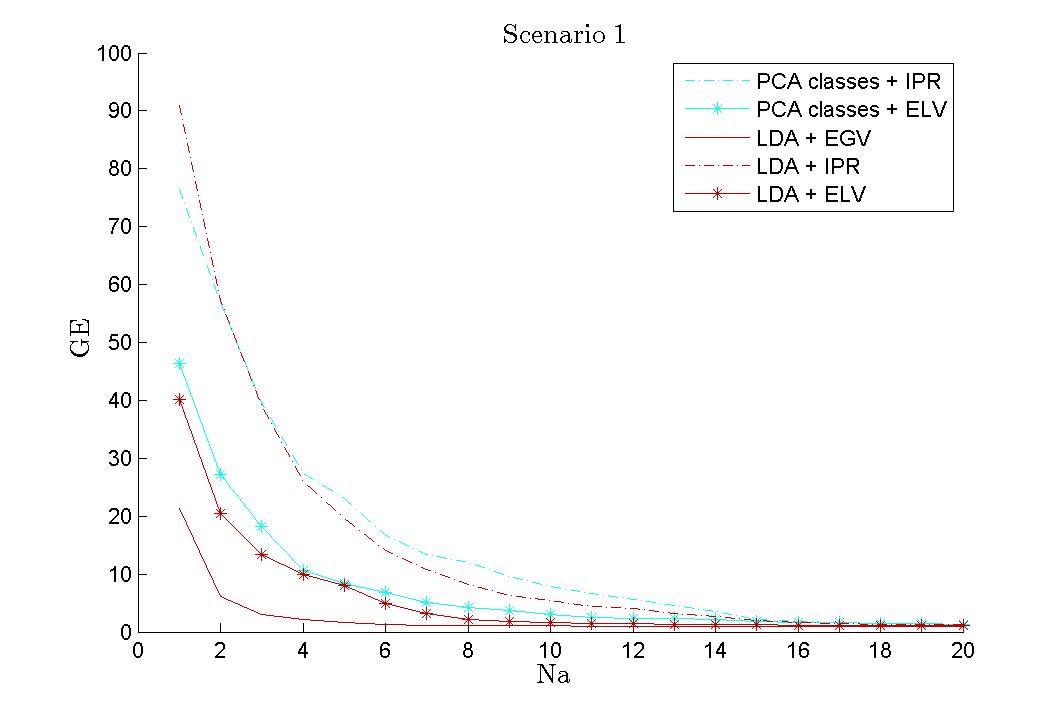 Scenario 1
100
90
80
70
60
50
40
30
20
10
0
GE
PCA classes + IPR
PCA classes + ELV
LDA + EGV
LDA + IPR
LDA + ELV
0 2 4 6 8 10 12 14 16 18 20
Na